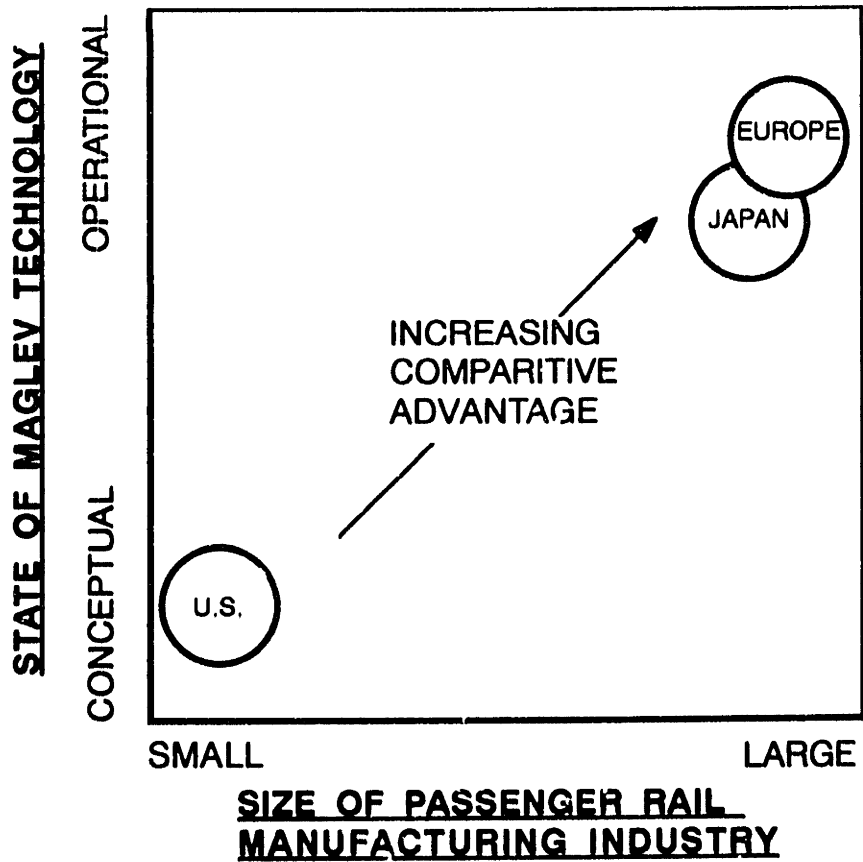 STATE OF MAGLEV TECHNOLOGY
OPERATIONAL
CONCEPTUAL
EUROPE
JAPAN
INCREASING
COMPARITIVE
ADVANTAGE
U.S.
SMALL
LARGE
SIZE OF PASSENGER RAIL
MANUFACTURING INDUSTRY